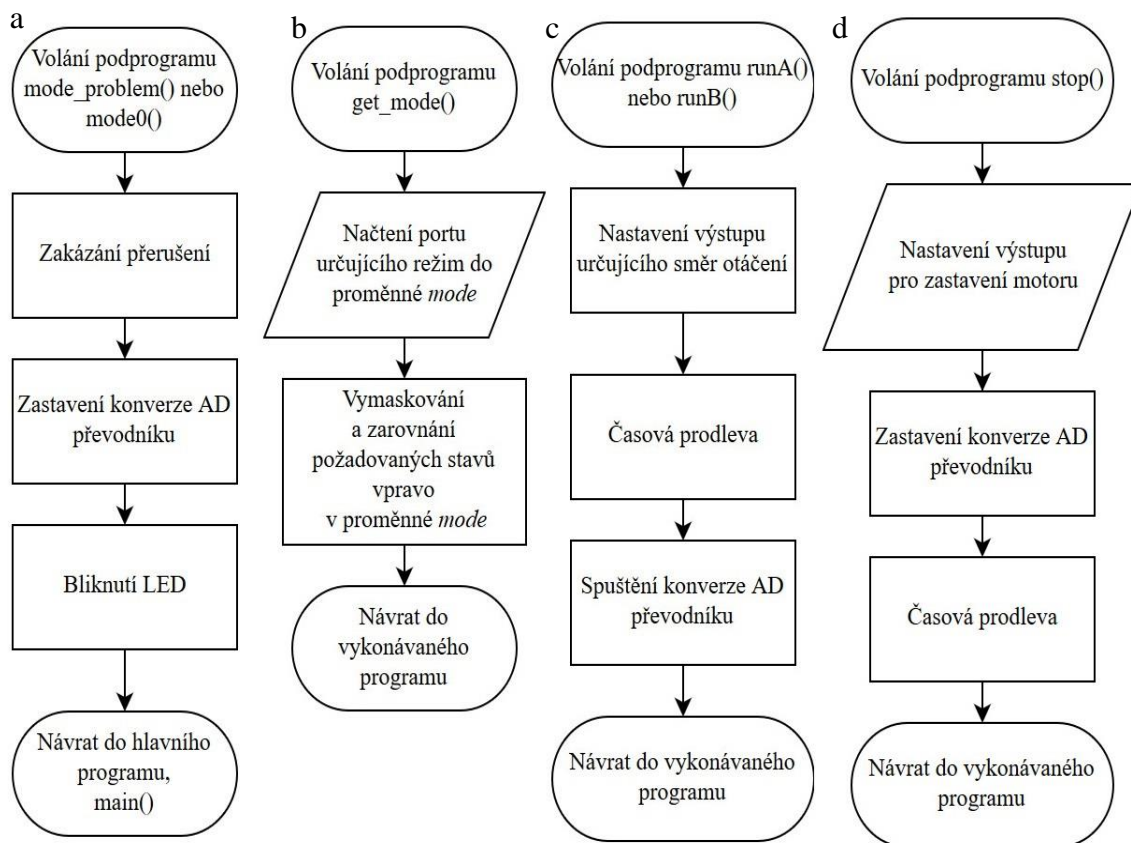 a
Volání podprogramu
mode_problem() nebo
mode0()
Zakázání přerušení
Zastavení konverze AD
převodníku
Bliknutí LED
Návrat do hlavního
programu,
main()
b
Volání podprogramu
get_mode()
Načtení portu
určujícího režim do
proměnné mode
Vymaskování
a zarovnání
požadovaných stavů
vpravo
v proměnné mode
Návrat do
vykonávaného
programu
c
Volání podprogramu runA()
nebo runB()
Nastavení výstupu
určujícího směr otáčení
Časová prodleva
Spuštění konverze AD
převodníku
Návrat do vykonávaného
programu
d
Volání podprogramu stop()
Nastavení výstupu
pro zastavení motoru
Zastavení konverze AD
převodníku
Časová prodleva
Návrat do vykonávaného
programu